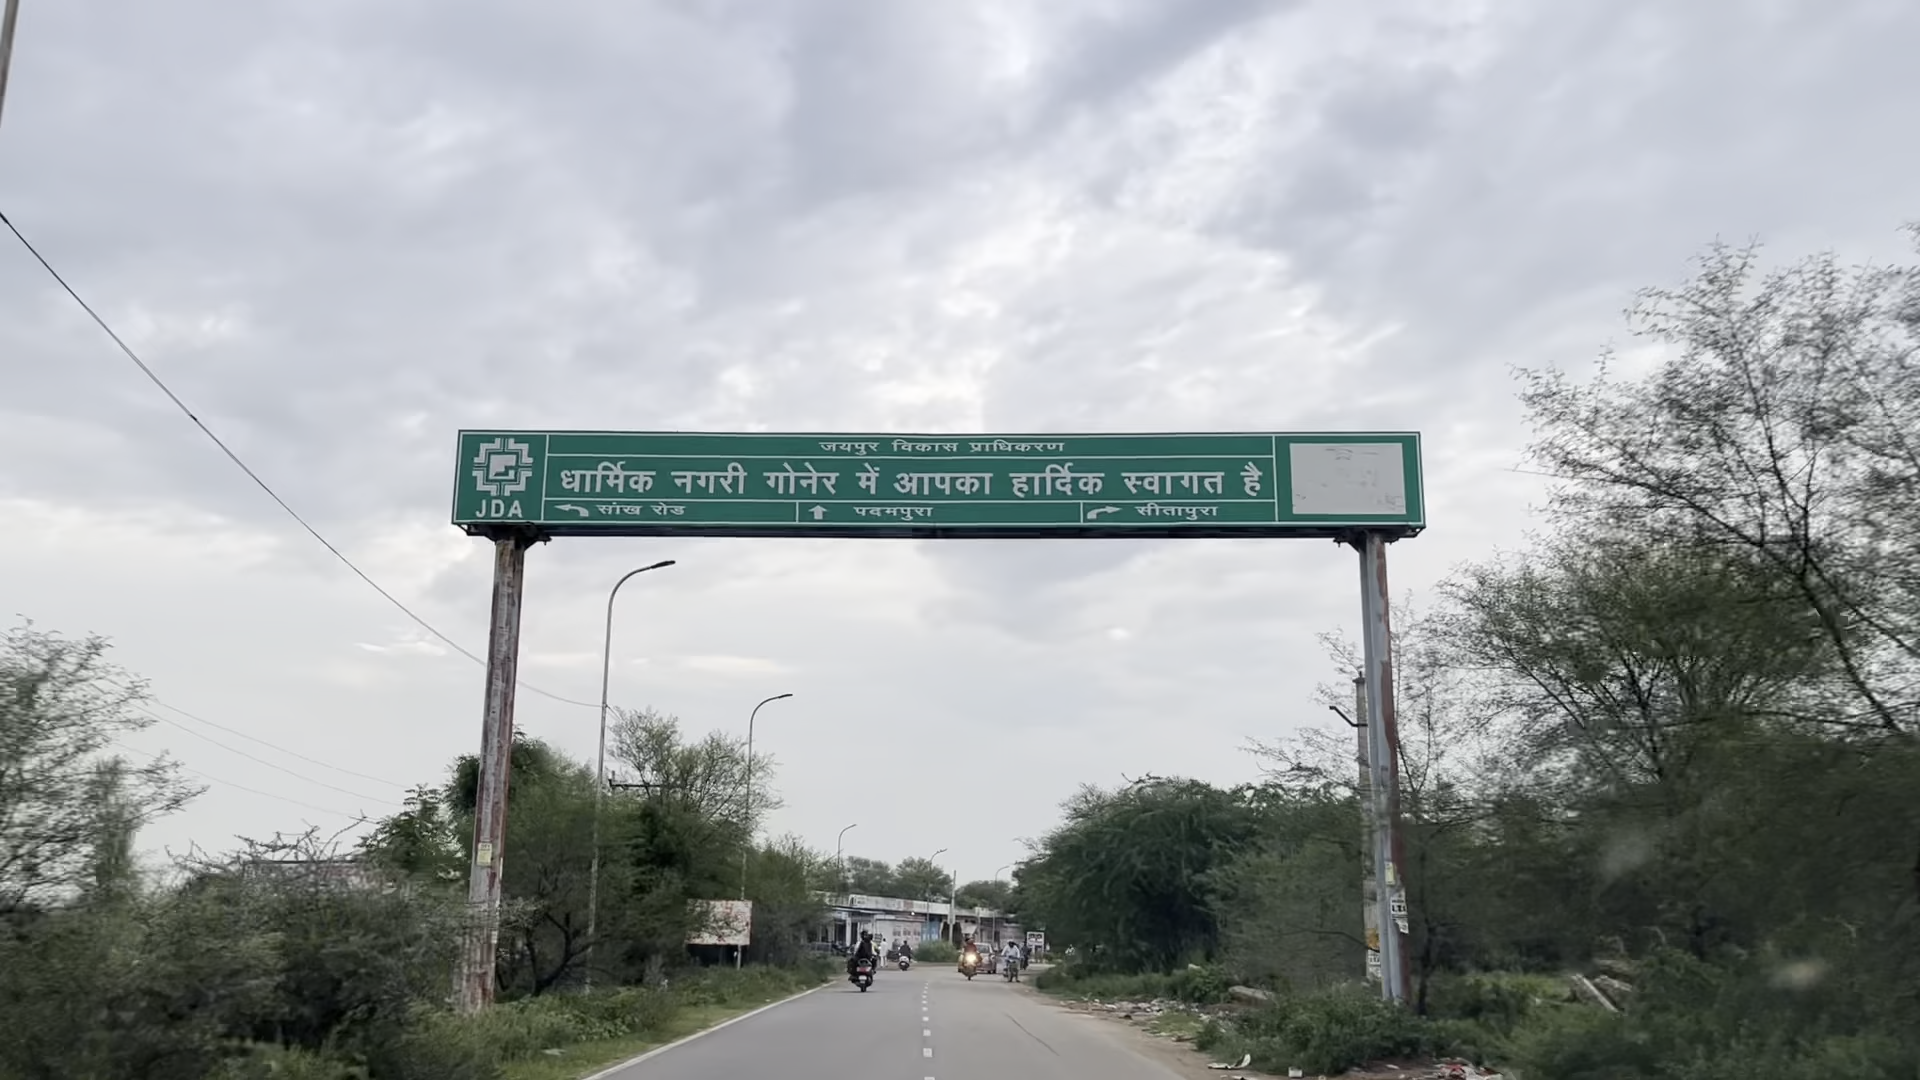 जयपुर विकास प्राधिकरण
धार्मिक नगरी गोनेर में आपका हार्दिक स्वागत है
JDA
सांख रोड
पदमपुरा
सीतापुरा